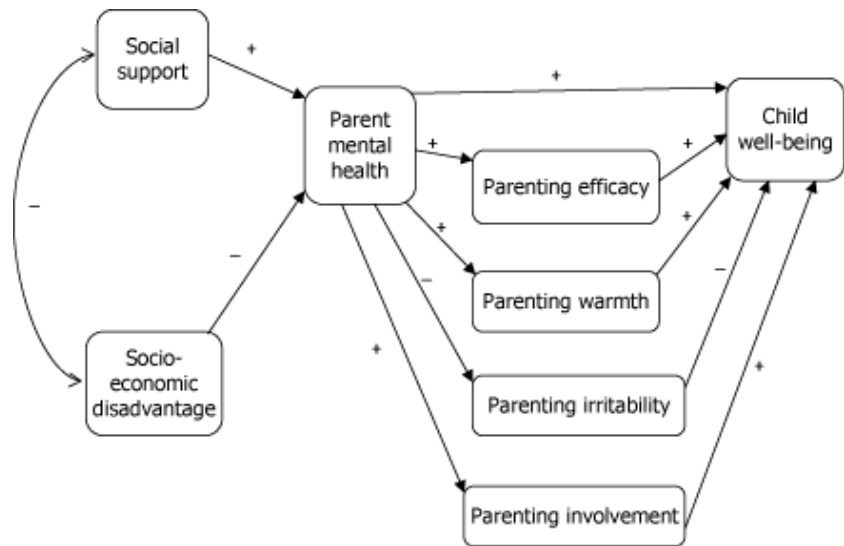 Social
support
+
+
Parent
mental
health
Child
well-being
+
+
Parenting efficacy
–
–
+
+
Parenting warmth
–
–
Socio-
economic
disadvantage
+
+
Parenting irritability
Parenting involvement